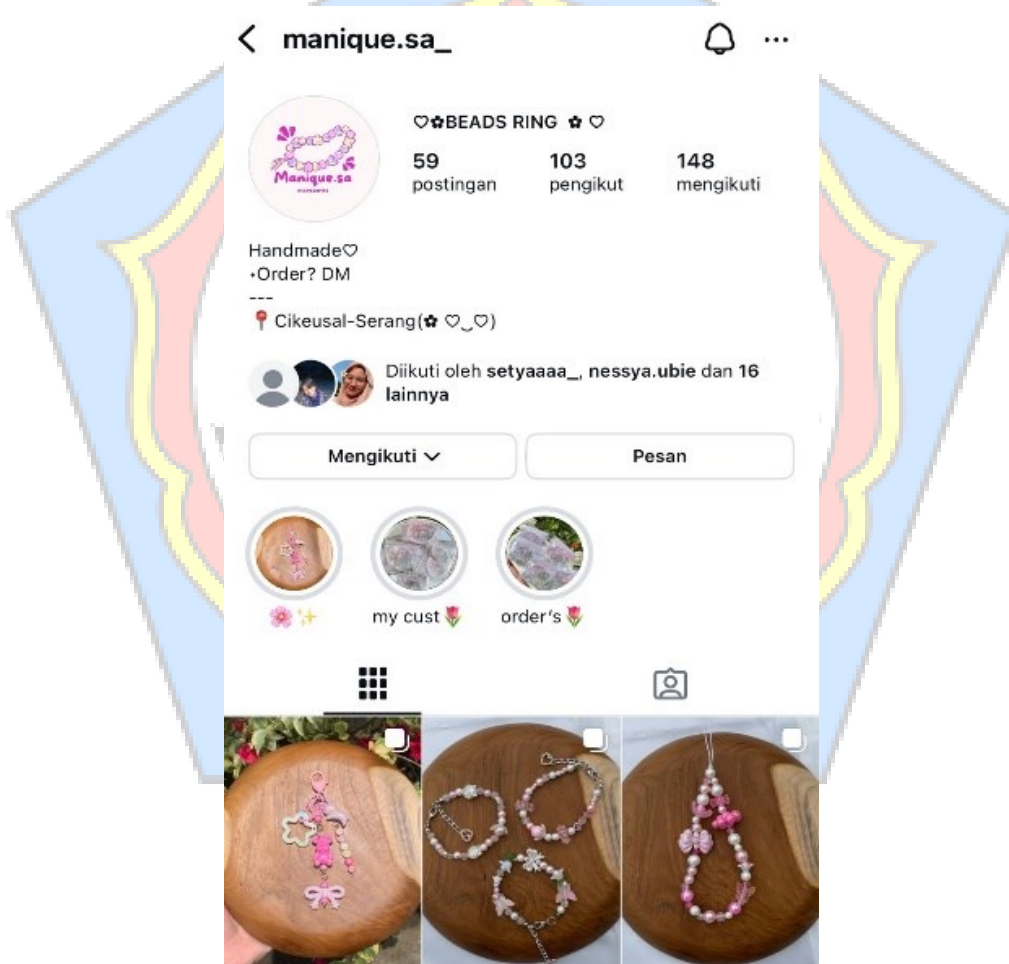 manique.sa_
♡✿BEADS RING ✿ ♡
59 103 148
postingan pengikut mengikuti
Manique.sa
Handmade♡
•Order? DM
---
📍 Cikeusal-Serang(✿ ♡‿♡)
Diikuti oleh setyaaaa_, nessya.ubie dan 16
lainnya
Mengikuti
Pesan
🌸✨ my cust🌷 order's🌷